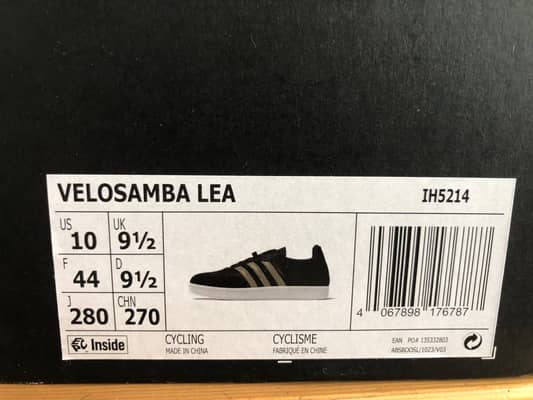 VELOSAMBA LEA IH5214
US 10 UK 9½
F 44 D 9½
J 280 CHN 270
Inside
CYCLING CYCLISME
MADE IN CHINA FABRIQUÉ EN CHINE
4 067898 176787
EAN PO# 135332803
ABSBOOSL/1023/V03